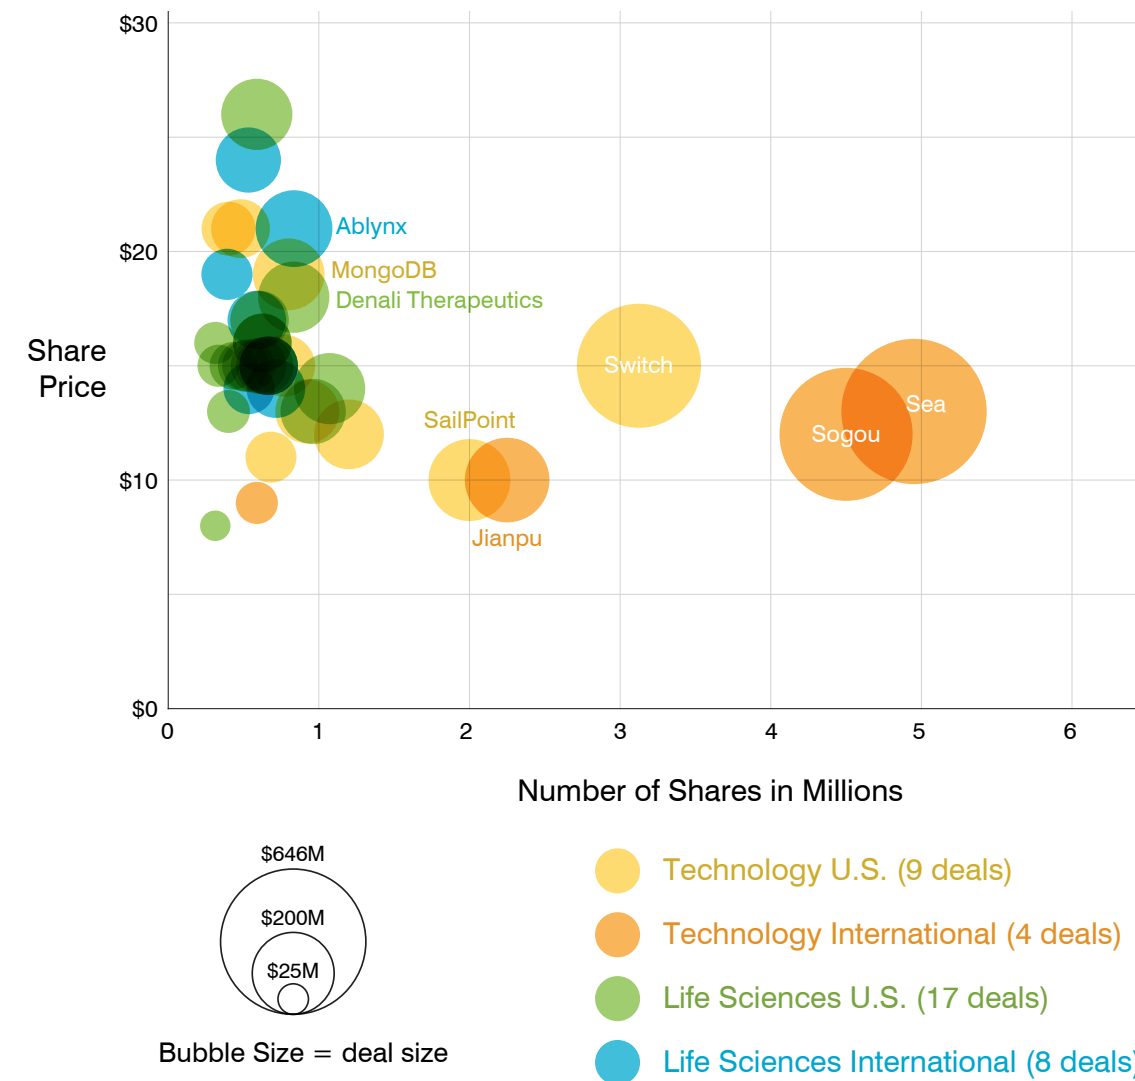 $30
Ablynx
$20
MongoDB
Denali Therapeutics
Share
Price
Switch
Sea
SailPoint
Sogou
$10
Jianpu
$0
0 1 2 3 4 5 6
Number of Shares in Millions
$646M
$200M
$25M
Bubble Size = deal size
Technology U.S. (9 deals)
Technology International (4 deals)
Life Sciences U.S. (17 deals)
Life Sciences International (8 deals)